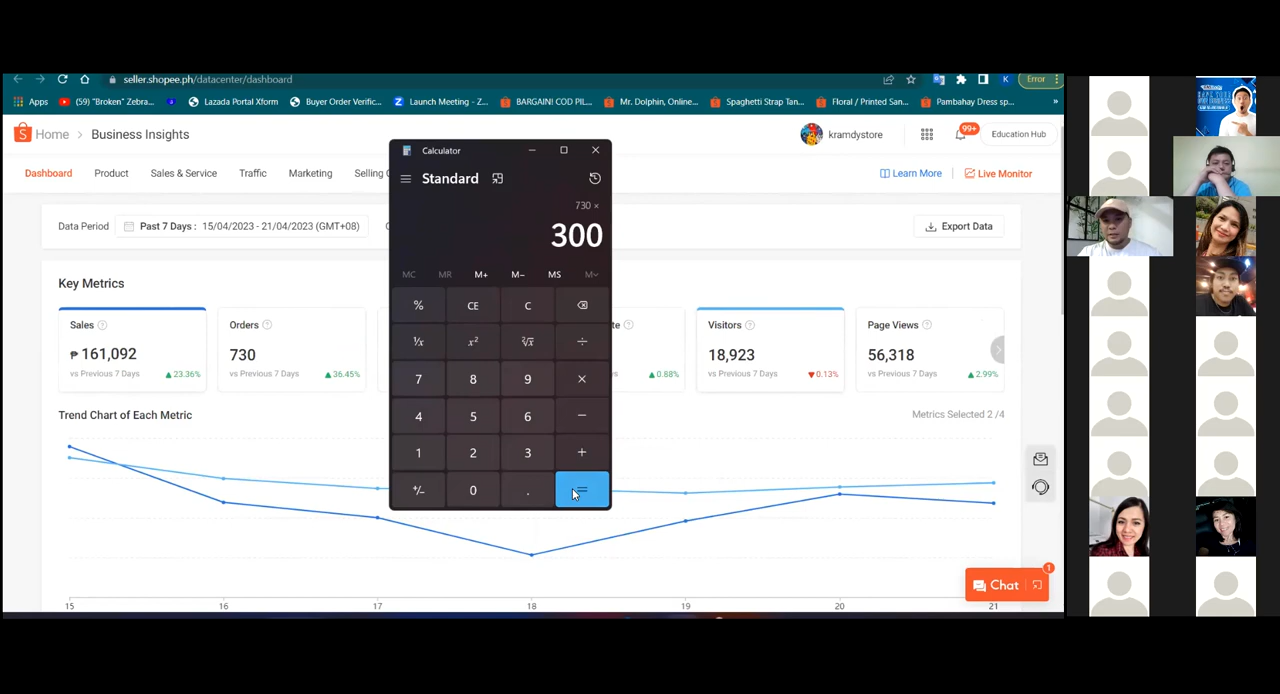 seller.shopee.ph/datacenter/dashboard
Error
Apps
(59) "Broken" Zebra...
Lazada Portal Xform
Buyer Order Verific...
Launch Meeting - Z...
BARGAIN! COD PIL...
Mr. Dolphin, Online...
Spaghetti Strap Tan...
Floral / Printed San...
Pambahay Dress sp...
»
Home > Business Insights
kramdystore
99+
Education Hub
Dashboard
Product
Sales & Service
Traffic
Marketing
Selling C
Learn More
Live Monitor
Data Period
Past 7 Days : 15/04/2023 - 21/04/2023 (GMT+08)
Export Data
Key Metrics
Sales
₱ 161,092
vs Previous 7 Days
23.36%
Orders
730
vs Previous 7 Days
36.45%
te
0.88%
Visitors
18,923
vs Previous 7 Days
0.13%
Page Views
56,318
vs Previous 7 Days
2.99%
Trend Chart of Each Metric
Metrics Selected 2 /4
Calculator
Standard
730 ×
300
MC MR M+ M− MS M
% CE C
¹/x x² ²√x ÷
7 8 9 ×
4 5 6 −
1 2 3 +
+/− 0 . =
15 16 17 18 19 20 21
Chat
1